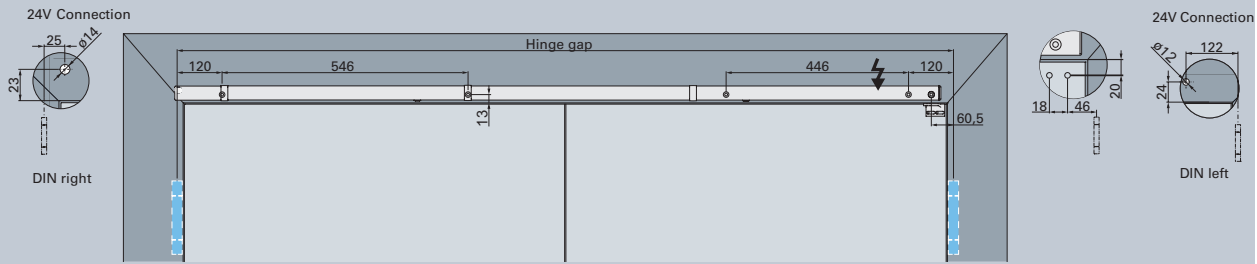 24V Connection
25
ø14
23
DIN right
Hinge gap
120
546
446
120
13
60,5
18
46
20
24V Connection
ø12
122
24
DIN left